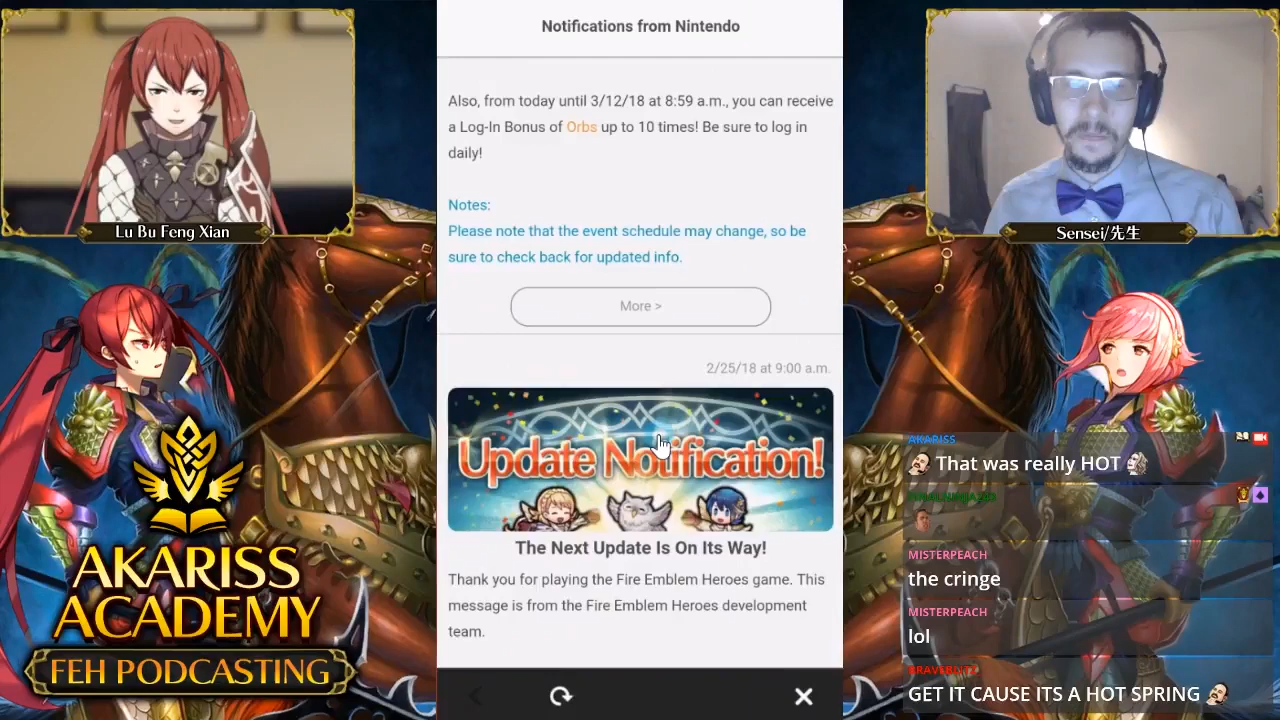 Notifications from Nintendo
Also, from today until 3/12/18 at 8:59 a.m., you can receive
a Log-In Bonus of Orbs up to 10 times! Be sure to log in
daily!
Notes:
Please note that the event schedule may change, so be
sure to check back for updated info.
More >
2/25/18 at 9:00 a.m.
Update Notification!
The Next Update Is On Its Way!
Thank you for playing the Fire Emblem Heroes game. This
message is from the Fire Emblem Heroes development
team.
Lu Bu Feng Xian
Sensei/先生
AKARISS
ACADEMY
FEH PODCASTING
AKARISS
That was really HOT
MISTERPEACH
the cringe
MISTERPEACH
lol
GET IT CAUSE ITS A HOT SPRING